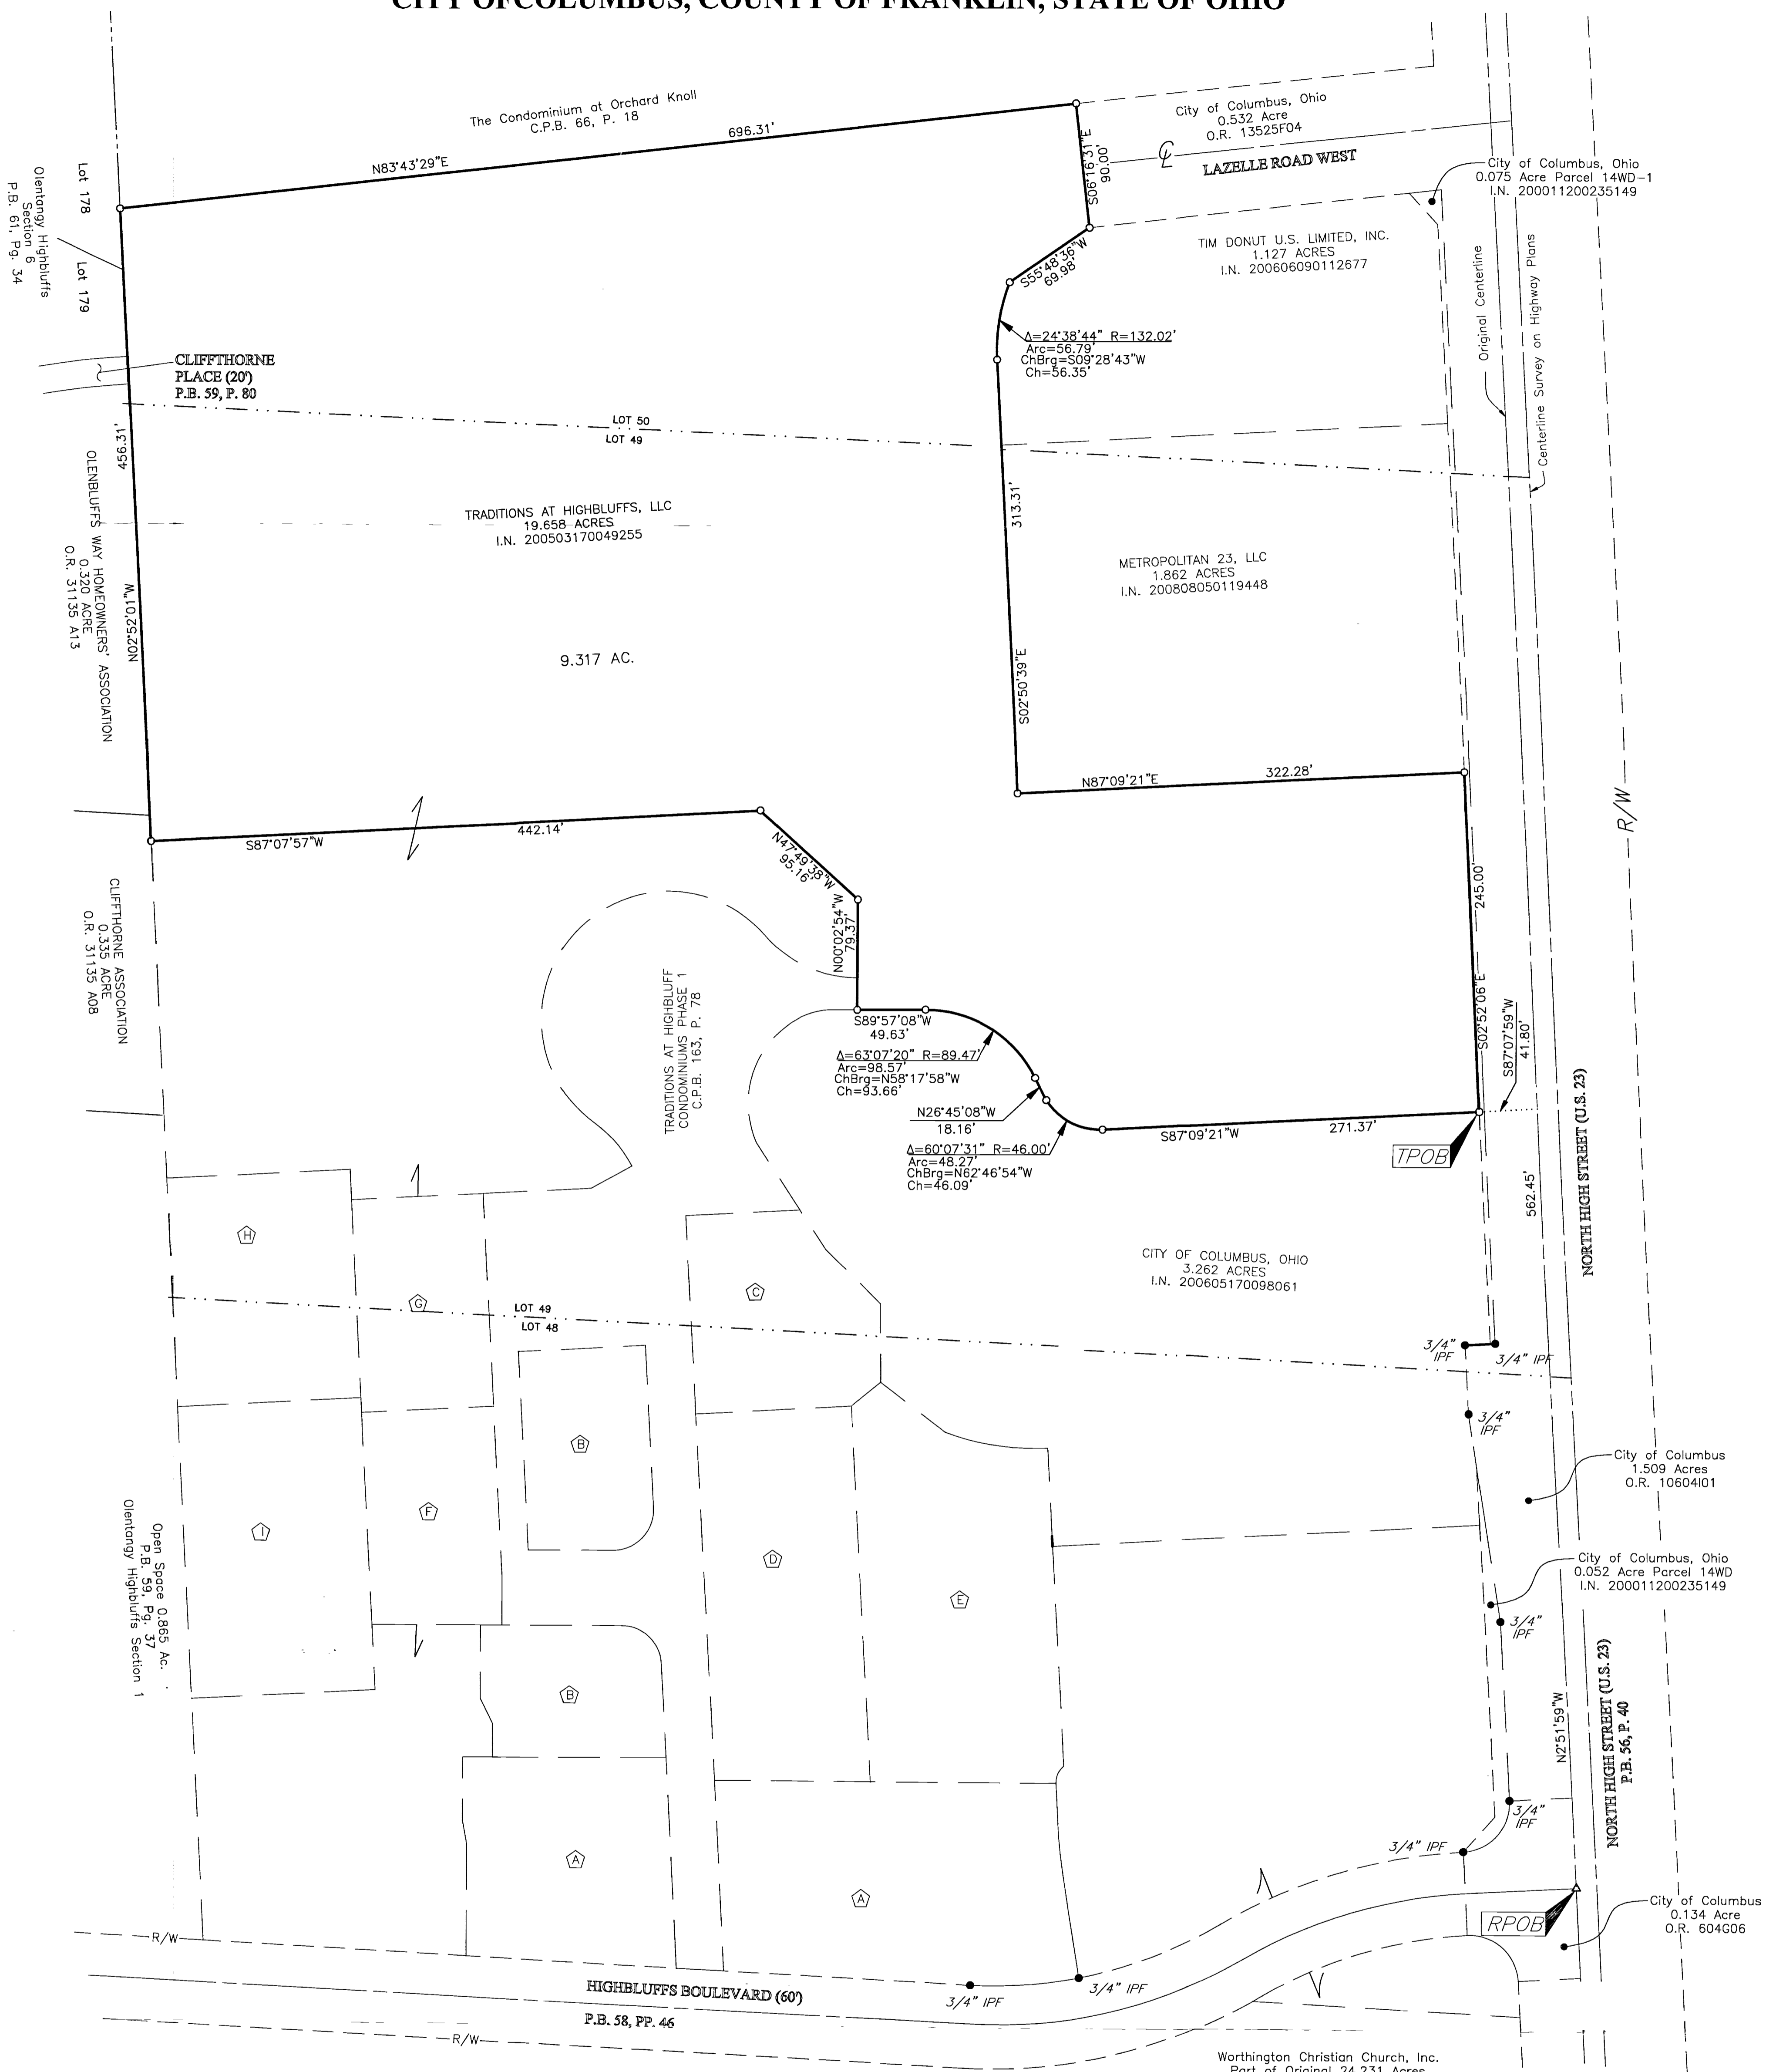 CITY OFCOLUMBUS, COUNTY OF FRANKLIN, STATE OF OHIO
The Condominium at Orchard Knoll
C.P.B. 66, P. 18
N83°43'29"E
696.31'
S06°16'31"E
90.00'
City of Columbus, Ohio
0.532 Acre
O.R. 13525F04
LAZELLE ROAD WEST
City of Columbus, Ohio
0.075 Acre Parcel 14WD-1
I.N. 200011200235149
Lot 178
Lot 179
Olentangy Highbluffs
Section 6
P.B. 61, Pg. 34
S55°48'36"W
69.98'
TIM DONUT U.S. LIMITED, INC.
1.127 ACRES
I.N. 200606090112677
Original Centerline
Centerline Survey on Highway Plans
Δ=24°38'44" R=132.02'
Arc=56.79'
ChBrg=S09°28'43"W
Ch=56.35'
CLIFFTHORNE
PLACE (20')
P.B. 59, P. 80
LOT 50
LOT 49
456.31'
N02°52'01"W
OLENBLUFFS WAY HOMEOWNERS' ASSOCIATION
0.320 ACRE
O.R. 31135 A13
TRADITIONS AT HIGHBLUFFS, LLC
19.658 ACRES
I.N. 200503170049255
313.31'
S02°50'39"E
METROPOLITAN 23, LLC
1.862 ACRES
I.N. 200808050119448
9.317 AC.
N87°09'21"E
322.28'
R/W
S87°07'57"W
442.14'
N47°49'38"W
95.16'
N00°02'54"W
79.37'
245.00'
S02°52'06"E
S87°07'59"W
41.80'
CLIFFTHORNE ASSOCIATION
0.335 ACRE
O.R. 31135 A08
TRADITIONS AT HIGHBLUFF
CONDOMINIUMS PHASE 1
C.P.B. 163, P. 78
S89°57'08"W
49.63'
Δ=63°07'20" R=89.47'
Arc=98.57'
ChBrg=N58°17'58"W
Ch=93.66'
N26°45'08"W
18.16'
Δ=60°07'31" R=46.00'
Arc=48.27'
ChBrg=N62°46'54"W
Ch=46.09'
S87°09'21"W
271.37'
TPOB
562.45'
NORTH HIGH STREET (U.S. 23)
CITY OF COLUMBUS, OHIO
3.262 ACRES
I.N. 200605170098061
H
G
C
LOT 49
LOT 48
3/4"
IPF
3/4" IPF
3/4"
IPF
B
City of Columbus
1.509 Acres
O.R. 10604I01
F
I
D
E
City of Columbus, Ohio
0.052 Acre Parcel 14WD
I.N. 200011200235149
3/4"
IPF
Open Space 0.865 Ac.
P.B. 59, Pg. 37
Olentangy Highbluffs Section 1
B
N2°51'59"W
NORTH HIGH STREET (U.S. 23)
P.B. 56, P. 40
3/4"
IPF
3/4" IPF
A
A
RPOB
City of Columbus
0.134 Acre
O.R. 604G06
R/W
HIGHBLUFFS BOULEVARD (60')
P.B. 58, PP. 46
3/4" IPF
3/4" IPF
R/W
Worthington Christian Church, Inc.
Part of Original 24.231 Acres